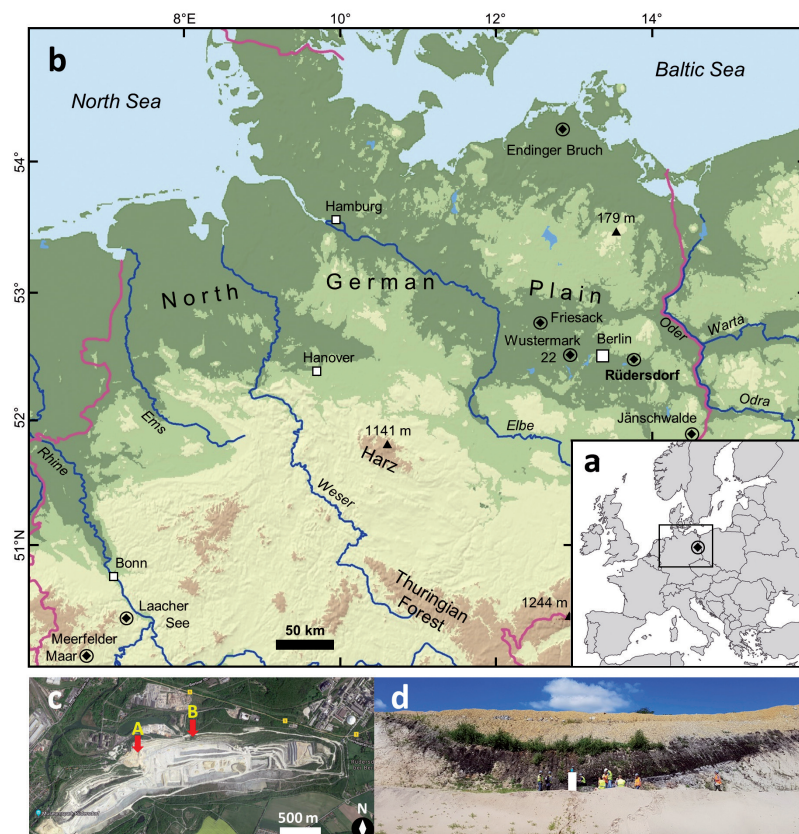 8°E
10°
12°
14°
b
North Sea
Baltic Sea
54°
Endinger Bruch
Hamburg
179 m
53°
North
German
Plain
Friesack
Oder
Warta
Wustermark
22
Berlin
Hanover
Rüdersdorf
52°
Ems
Elbe
Odra
Jänschwalde
1141 m
Harz
Rhine
Weser
a
51°N
Bonn
Thuringian
Forest
Laacher
See
1244 m
Meerfelder
Maar
50 km
c
A
B
500 m
N
d